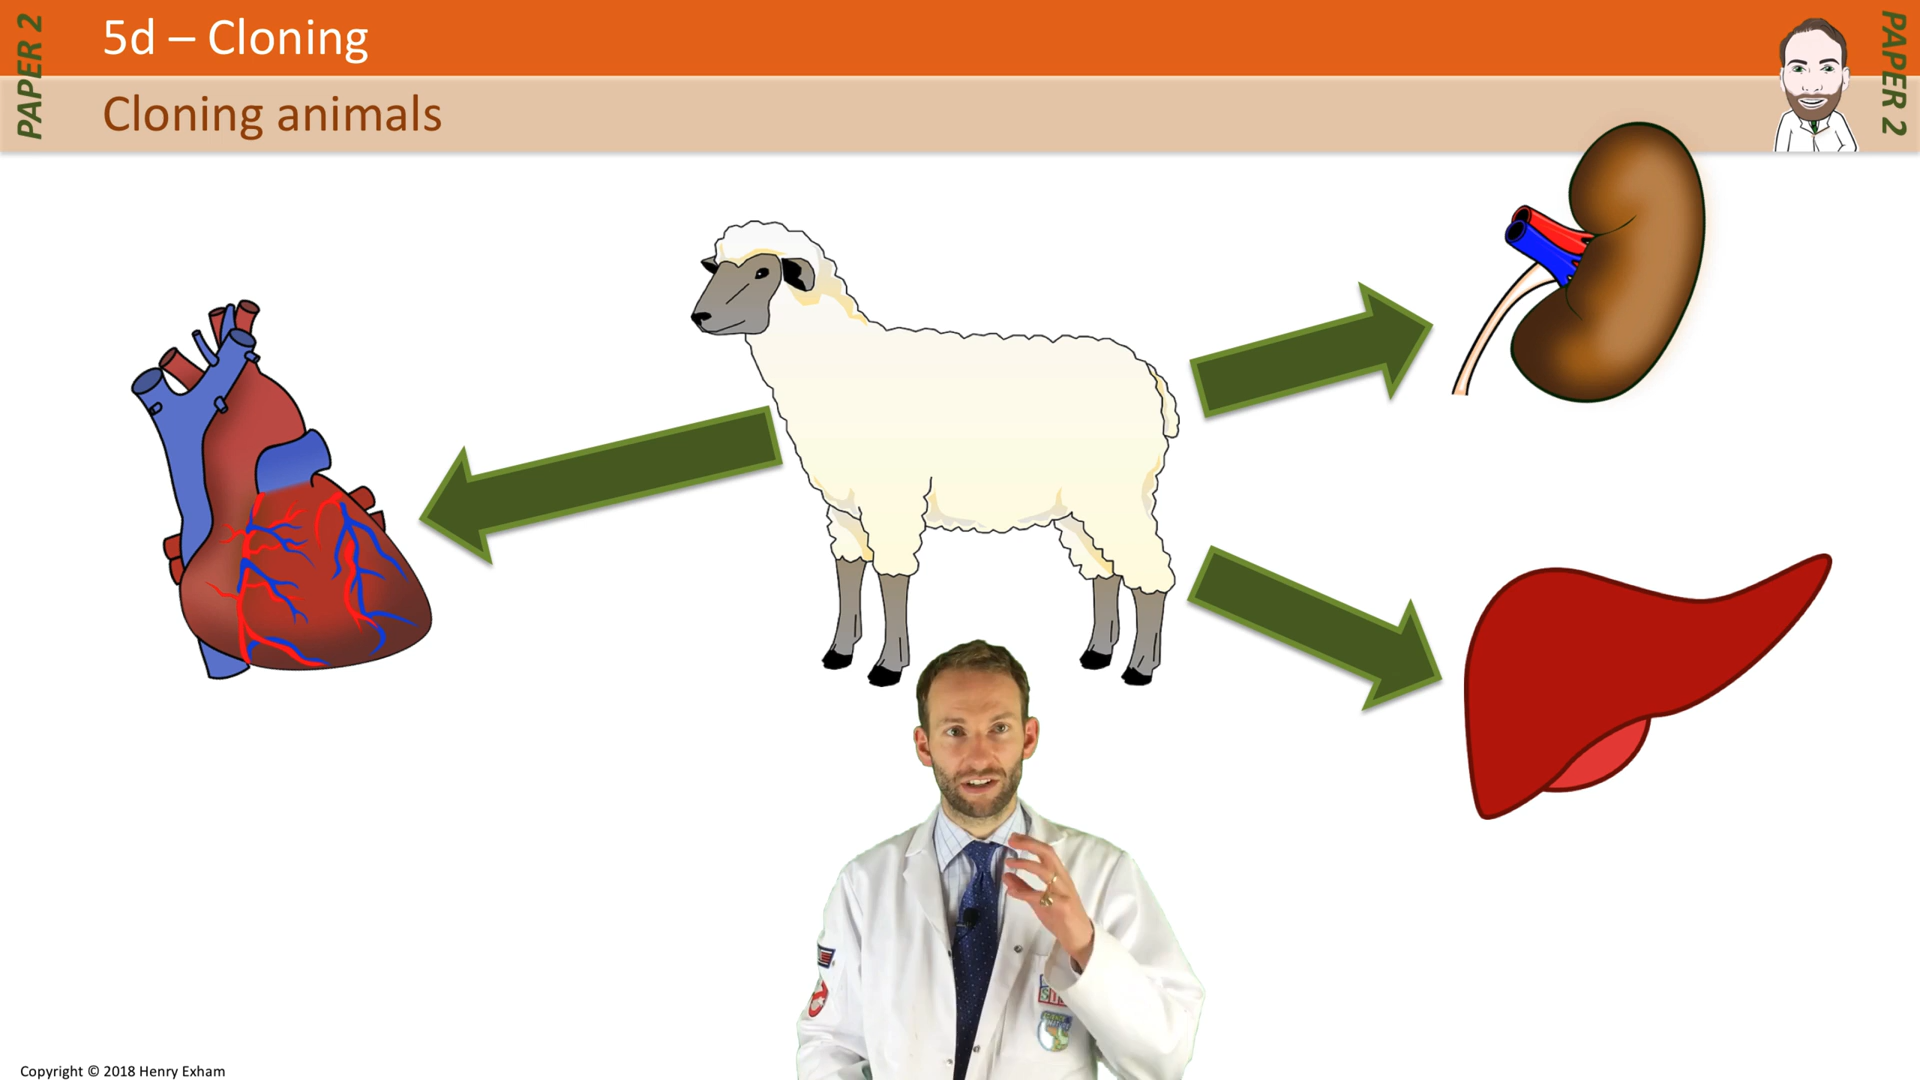 PAPER 2
5d – Cloning
PAPER 2
Cloning animals
Copyright © 2018 Henry Exham